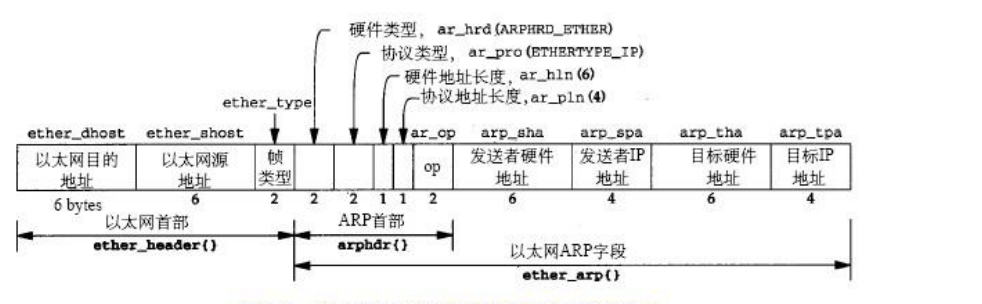 硬件类型, ar_hrd(ARPHRD_ETHER)
协议类型, ar_pro(ETHERTYPE_IP)
硬件地址长度, ar_hln(6)
协议地址长度,ar_pln(4)
ether_type
ether_dhost ether_shost ar_op arp_sha arp_spa arp_tha arp_tpa
以太网目的地址 以太网源地址 帧类型 op 发送者硬件地址 发送者IP地址 目标硬件地址 目标IP地址
6 bytes 6 2 2 2 1 1 2 6 4 6 4
以太网首部 ARP首部
ether_header{} arphdr{}
以太网ARP字段
ether_arp{}